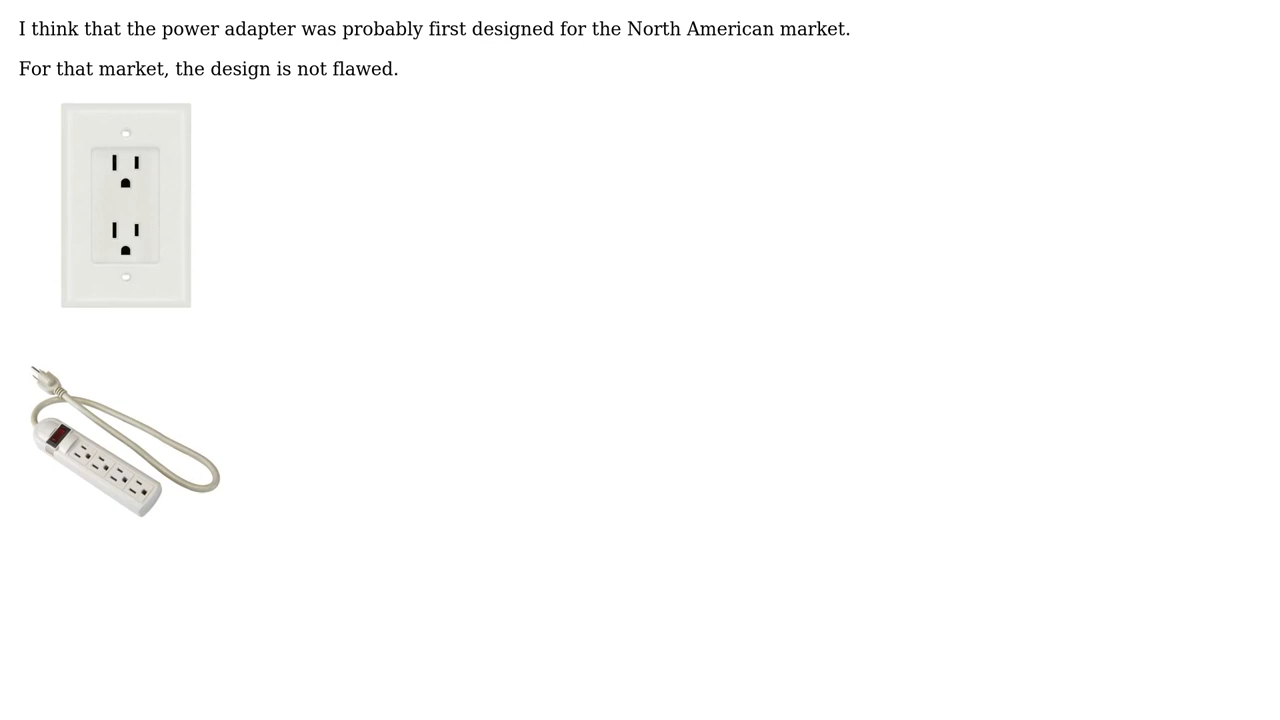 I think that the power adapter was probably first designed for the North American market.
For that market, the design is not flawed.